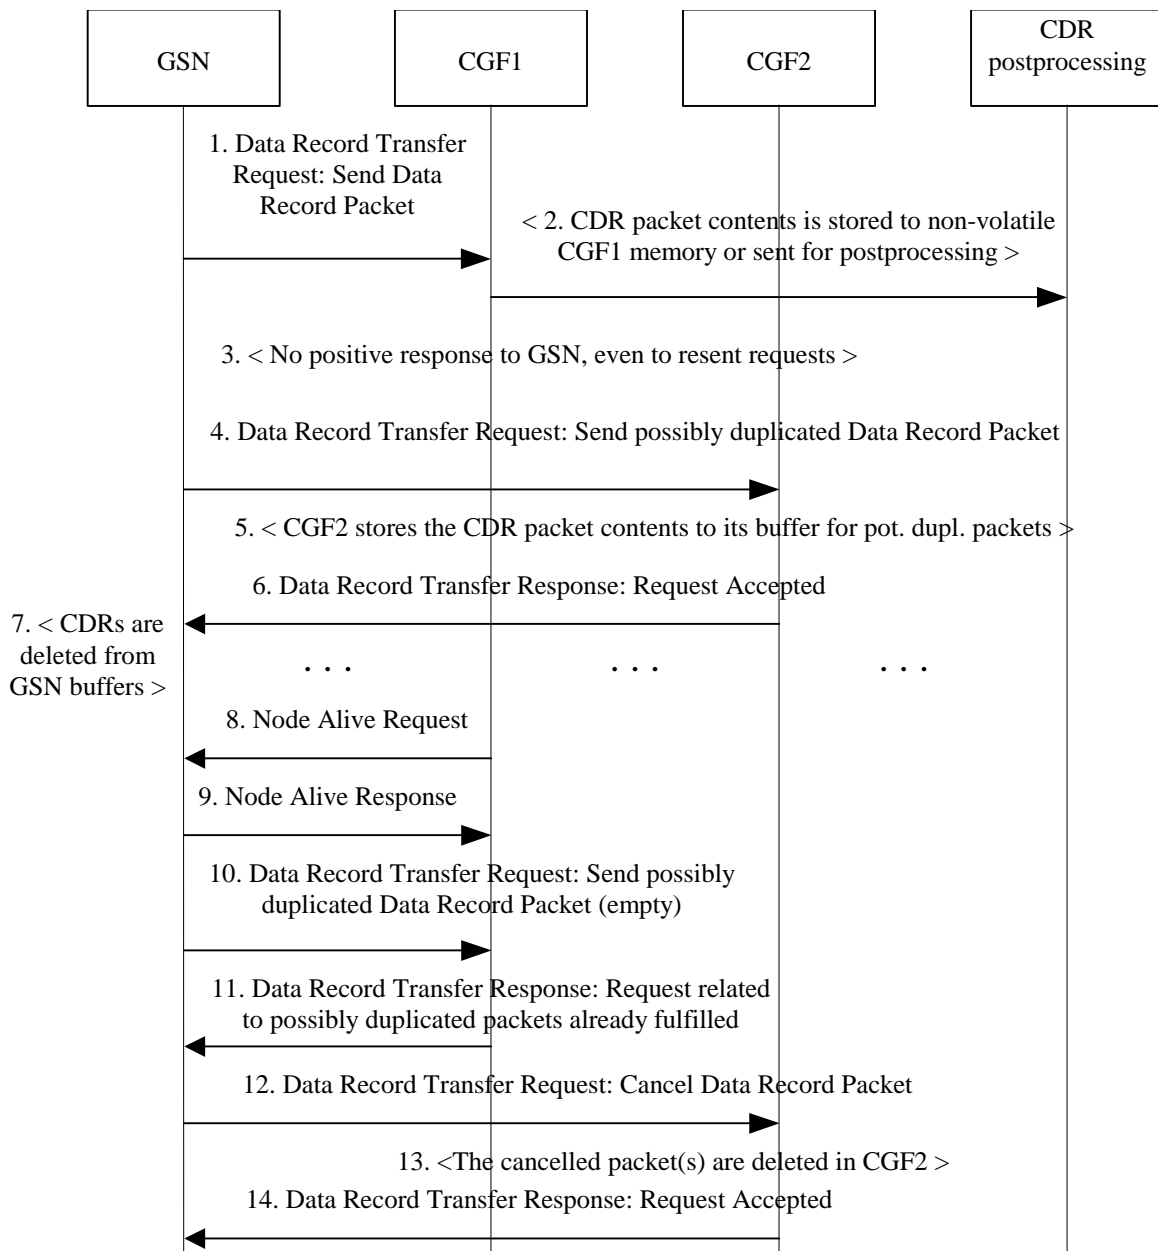 GSN
CGF1
CGF2
CDR
postprocessing
1. Data Record Transfer
Request: Send Data
Record Packet
< 2. CDR packet contents is stored to non-volatile
CGF1 memory or sent for postprocessing >
3. < No positive response to GSN, even to resent requests >
4. Data Record Transfer Request: Send possibly duplicated Data Record Packet
5. < CGF2 stores the CDR packet contents to its buffer for pot. dupl. packets >
6. Data Record Transfer Response: Request Accepted
7. < CDRs are
deleted from
GSN buffers >
. . .
. . .
. . .
8. Node Alive Request
9. Node Alive Response
10. Data Record Transfer Request: Send possibly
duplicated Data Record Packet (empty)
11. Data Record Transfer Response: Request related
to possibly duplicated packets already fulfilled
12. Data Record Transfer Request: Cancel Data Record Packet
13. <The cancelled packet(s) are deleted in CGF2 >
14. Data Record Transfer Response: Request Accepted